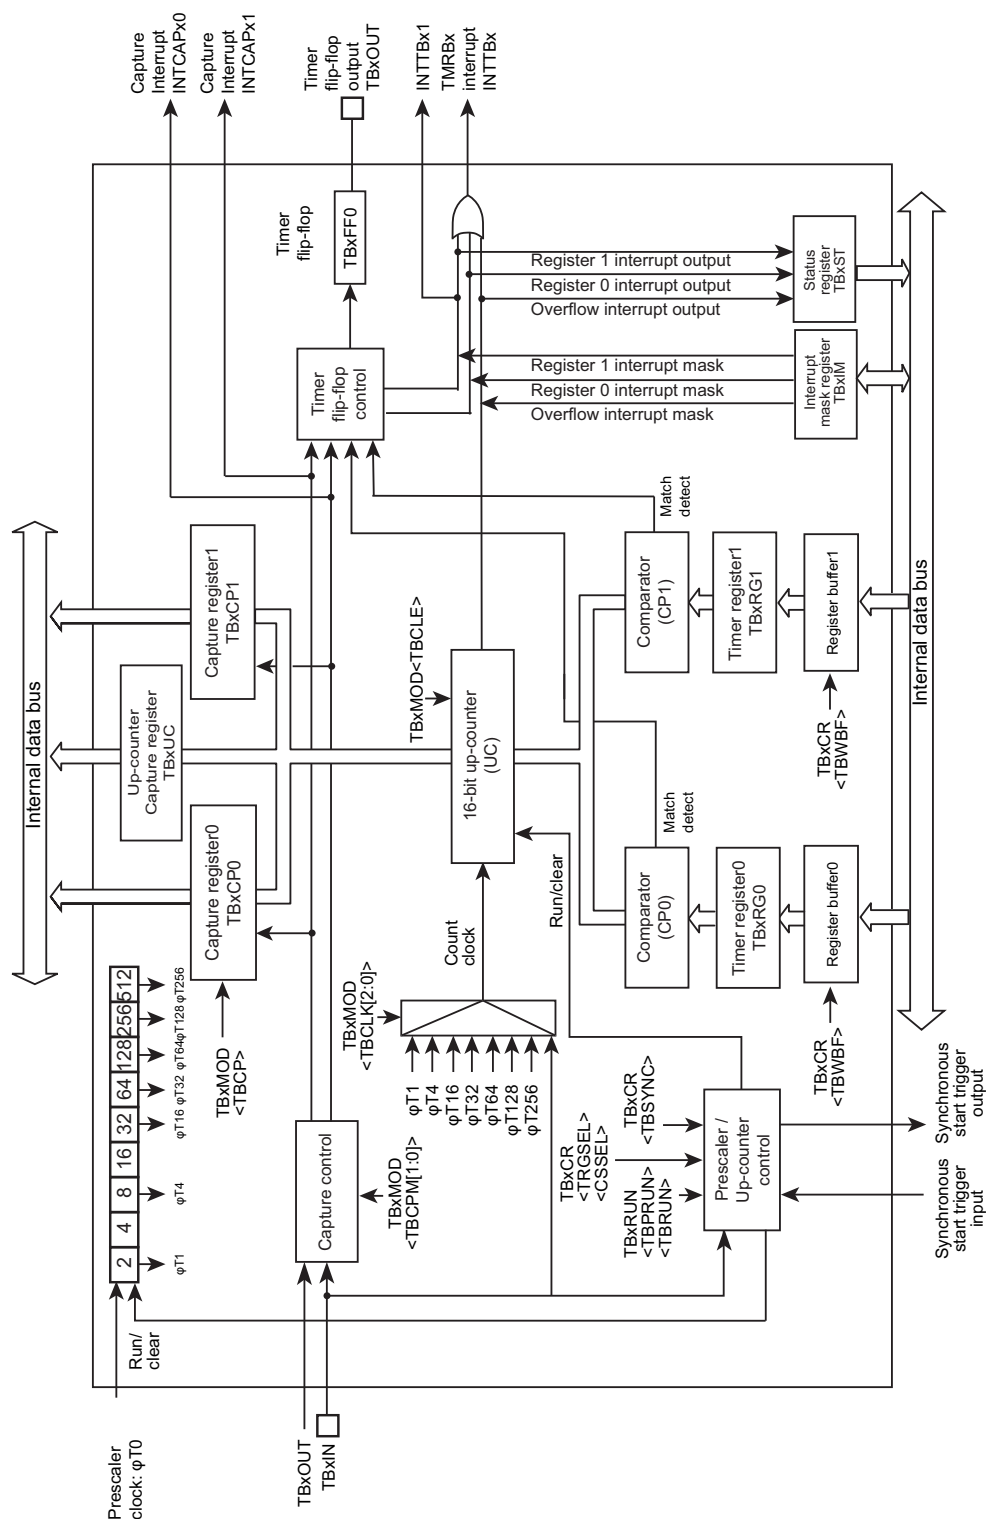 Prescaler
clock: φT0
Run/
clear
2
4
8
16
32
64
128
256
512
φT1
φT4
φT16
φT32
φT64
φT128
φT256
Internal data bus
TBxMOD
<TBCP>
Capture register0
TBxCP0
Up-counter
Capture register
TBxUC
Capture register1
TBxCP1
Capture
Interrupt
INTCAPx0
Capture
Interrupt
INTCAPx1
TBxOUT
TBxIN
Capture control
TBxMOD
<TBCPM[1:0]>
TBxMOD
<TBCLK[2:0]>
φT1
φT4
φT16
φT32
φT64
φT128
φT256
Count
clock
TBxMOD<TBCLE>
16-bit up-counter
(UC)
Run/clear
Timer
flip-flop
control
Timer
flip-flop
TBxFF0
Timer
flip-flop
output
TBxOUT
INTTBx1
TMRBx
interrupt
INTTBx
Register 1 interrupt output
Register 0 interrupt output
Overflow interrupt output
Register 1 interrupt mask
Register 0 interrupt mask
Overflow interrupt mask
Status
register
TBxST
Interrupt
mask register
TBxIM
TBxRUN
<TBPRUN>
<TBRUN>
TBxCR
<TRGSEL>
<CSSEL>
TBxCR
<TBSYNC>
Prescaler /
Up-counter
control
Match
detect
Comparator
(CP0)
Timer register0
TBxRG0
Register buffer0
TBxCR
<TBWBF>
Match
detect
Comparator
(CP1)
Timer register1
TBxRG1
Register buffer1
TBxCR
<TBWBF>
Internal data bus
Synchronous
start trigger
input
Synchronous
start trigger
output